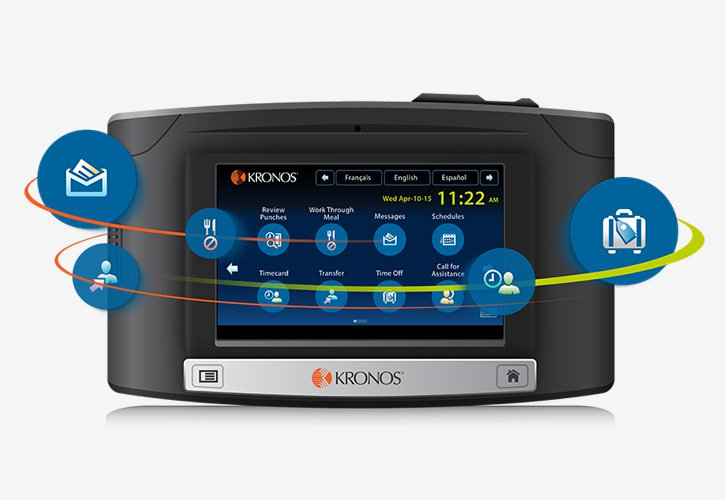 KRONOS
Français English Español
Wed Apr-10-15 11:22 AM
Review Punches
Work Through Meal
Messages
Schedules
Timecard
Transfer
Time Off
Call for Assistance
KRONOS